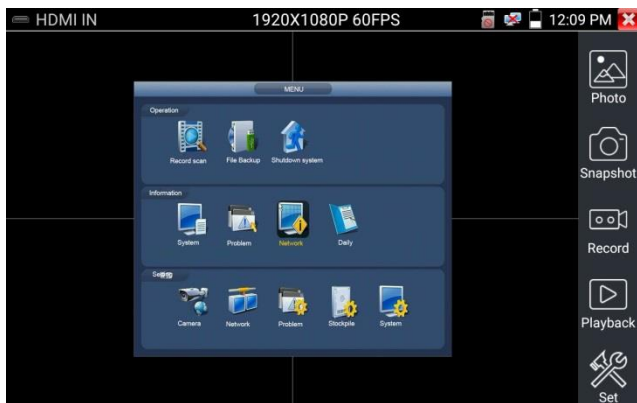 HDMI IN 1920X1080P 60FPS 12:09 PM
MENU
Operation
Record scan File Backup Shutdown system
Information
System Problem Network Daily
Camera Network Problem Stockpile System
Photo
Snapshot
Record
Playback
Set